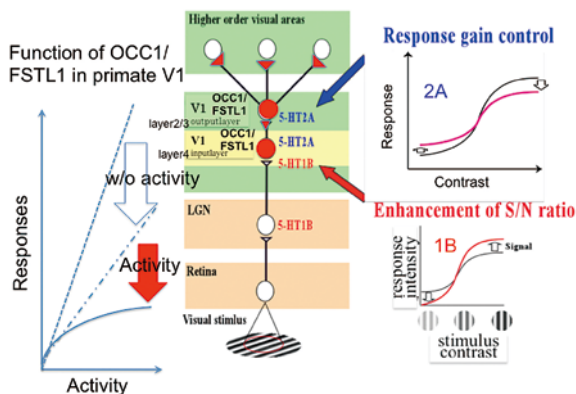 Function of OCC1/
FSTL1 in primate V1
w/o activity
Activity
Responses
Activity
Higher order visual areas
V1 OCC1/
FSTL1
layer2/3 outputlayer
5-HT2A
V1 OCC1/
FSTL1
layer4 inputlayer
5-HT2A
5-HT1B
LGN
5-HT1B
Retina
Visual stimlus
Response gain control
2A
Response
Contrast
Enhancement of S/N ratio
1B
Signal
response
intensity
stimulus
contrast